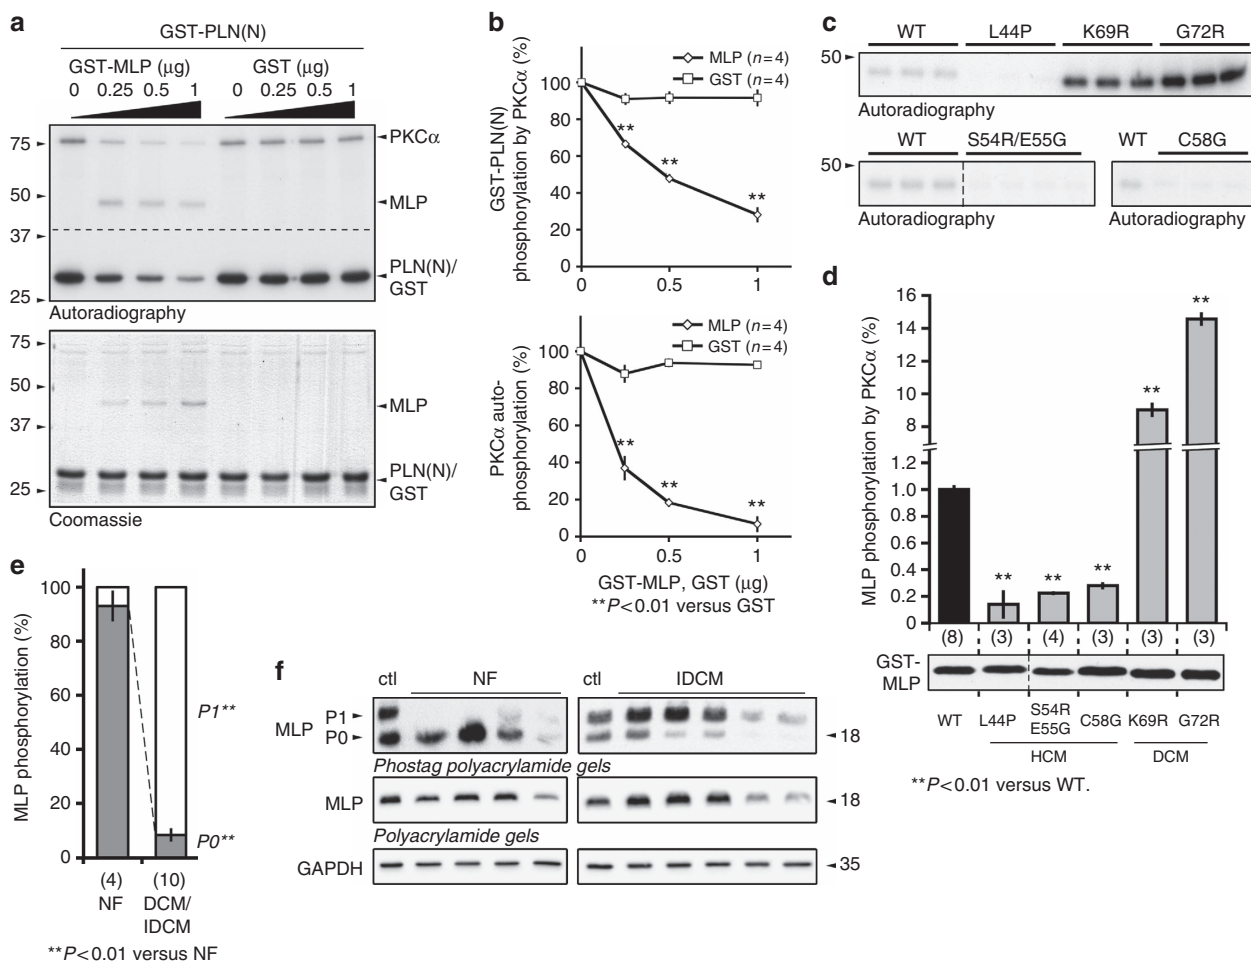 a
GST-PLN(N)
GST-MLP (μg) GST (μg)
0 0.25 0.5 1 0 0.25 0.5 1
75
PKCα
50
MLP
37
PLN(N)/
GST
25
Autoradiography
75
50
MLP
37
PLN(N)/
GST
25
Coomassie
b
GST-PLN(N)
phosphorylation by PKCα (%)
100
80
60
40
20
0
MLP (n=4)
GST (n=4)
**
**
**
0 0.5 1
PKCα auto-
phosphorylation (%)
100
80
60
40
20
0
MLP (n=4)
GST (n=4)
**
**
**
0 0.5 1
GST-MLP, GST (μg)
**P<0.01 versus GST
c
WT L44P K69R G72R
50
Autoradiography
WT S54R/E55G WT C58G
50
Autoradiography Autoradiography
d
MLP phosphorylation by PKCα (%)
16
14
12
10
8
1.2
1.0
0.8
0.6
0.4
0.2
0
** ** ** ** **
(8) (3) (4) (3) (3) (3)
GST-
MLP
WT L44P S54R E55G C58G K69R G72R
HCM DCM
**P<0.01 versus WT.
e
MLP phosphorylation (%)
100
80
60
40
20
0
P1**
P0**
(4) (10)
NF DCM/
IDCM
**P<0.01 versus NF
f
ctl NF ctl IDCM
MLP P1
P0
18
Phostag polyacrylamide gels
MLP 18
Polyacrylamide gels
GAPDH 35